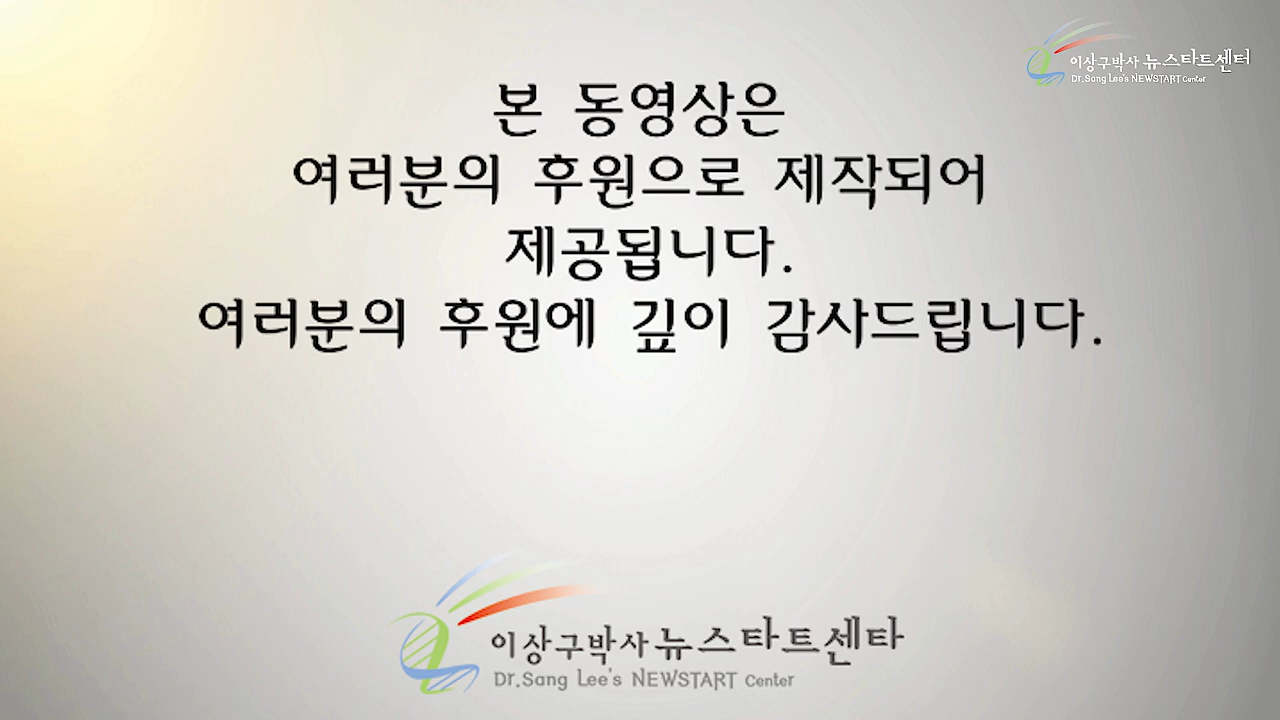 이상구박사 뉴스타트센터
Dr.Sang Lee's NEWSTART Center
본 동영상은
여러분의 후원으로 제작되어
제공됩니다.
여러분의 후원에 깊이 감사드립니다.
이상구박사 뉴스타트센타
Dr.Sang Lee's NEWSTART Center